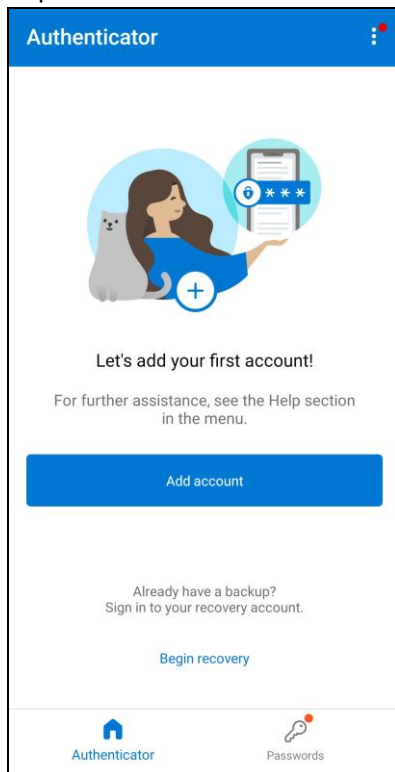 Authenticator
* * *
Let's add your first account!
For further assistance, see the Help section
in the menu.
Add account
Already have a backup?
Sign in to your recovery account.
Begin recovery
Authenticator
Passwords